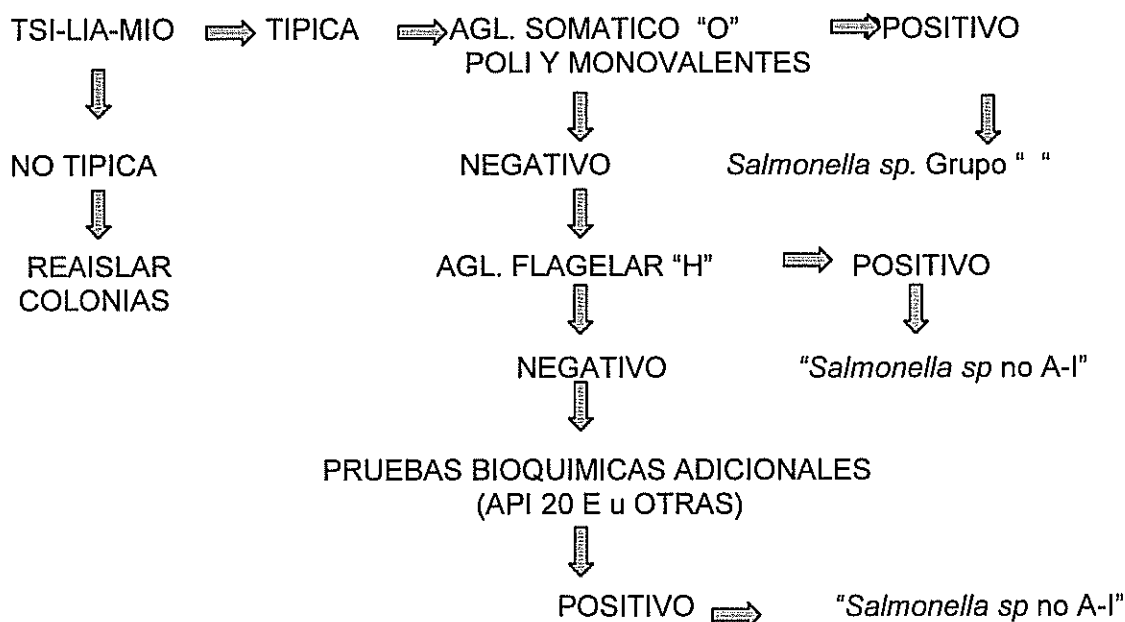 TSI-LIA-MIO TIPICA AGL. SOMATICO “O” POSITIVO
POLI Y MONOVALENTES
NO TIPICA NEGATIVO Salmonella sp. Grupo “ “
REAISLAR AGL. FLAGELAR “H” POSITIVO
COLONIAS
NEGATIVO “Salmonella sp no A-I”
PRUEBAS BIOQUIMICAS ADICIONALES
(API 20 E u OTRAS)
POSITIVO “Salmonella sp no A-I”